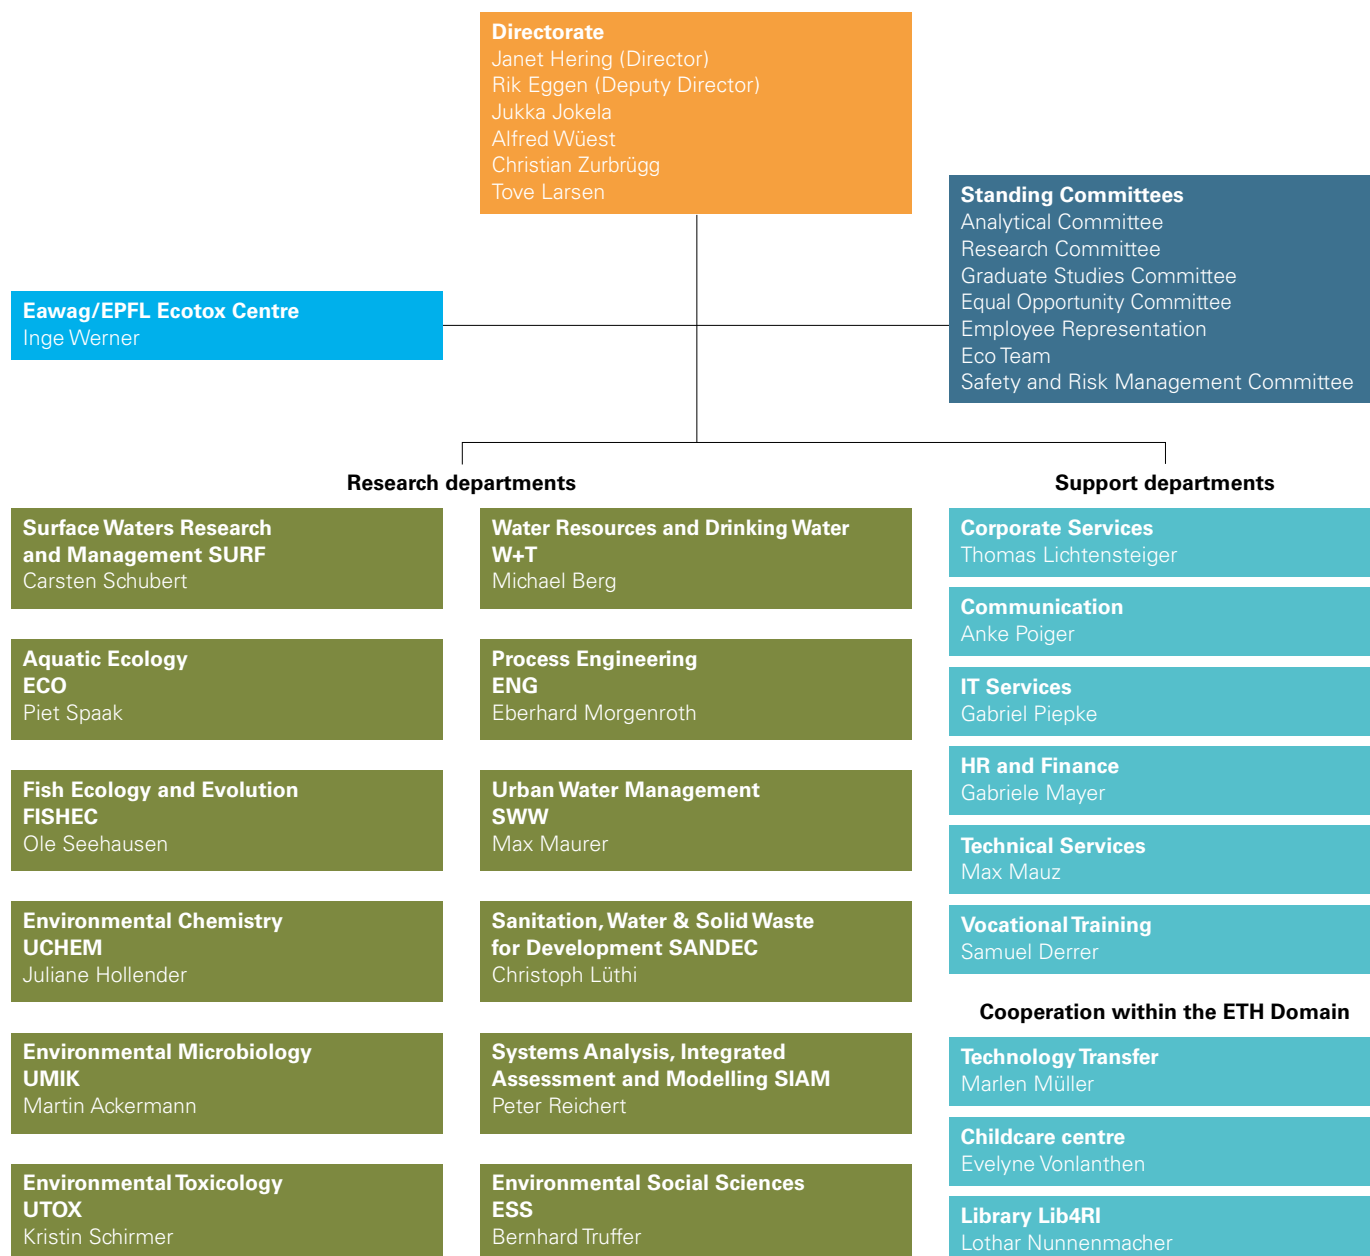 Directorate
Janet Hering (Director)
Rik Eggen (Deputy Director)
Jukka Jokela
Alfred Wüest
Christian Zurbrügg
Tove Larsen
Standing Committees
Analytical Committee
Research Committee
Graduate Studies Committee
Equal Opportunity Committee
Employee Representation
Eco Team
Safety and Risk Management Committee
Eawag/EPFL Ecotox Centre
Inge Werner
Research departments
Surface Waters Research
and Management SURF
Carsten Schubert
Aquatic Ecology
ECO
Piet Spaak
Fish Ecology and Evolution
FISHEC
Ole Seehausen
Environmental Chemistry
UCHEM
Juliane Hollender
Environmental Microbiology
UMIK
Martin Ackermann
Environmental Toxicology
UTOX
Kristin Schirmer
Water Resources and Drinking Water
W+T
Michael Berg
Process Engineering
ENG
Eberhard Morgenroth
Urban Water Management
SWW
Max Maurer
Sanitation, Water & Solid Waste
for Development SANDEC
Christoph Lüthi
Systems Analysis, Integrated
Assessment and Modelling SIAM
Peter Reichert
Environmental Social Sciences
ESS
Bernhard Truffer
Support departments
Corporate Services
Thomas Lichtensteiger
Communication
Anke Poiger
IT Services
Gabriel Piepke
HR and Finance
Gabriele Mayer
Technical Services
Max Mauz
Vocational Training
Samuel Derrer
Cooperation within the ETH Domain
Technology Transfer
Marlen Müller
Childcare centre
Evelyne Vonlanthen
Library Lib4RI
Lothar Nunnenmacher